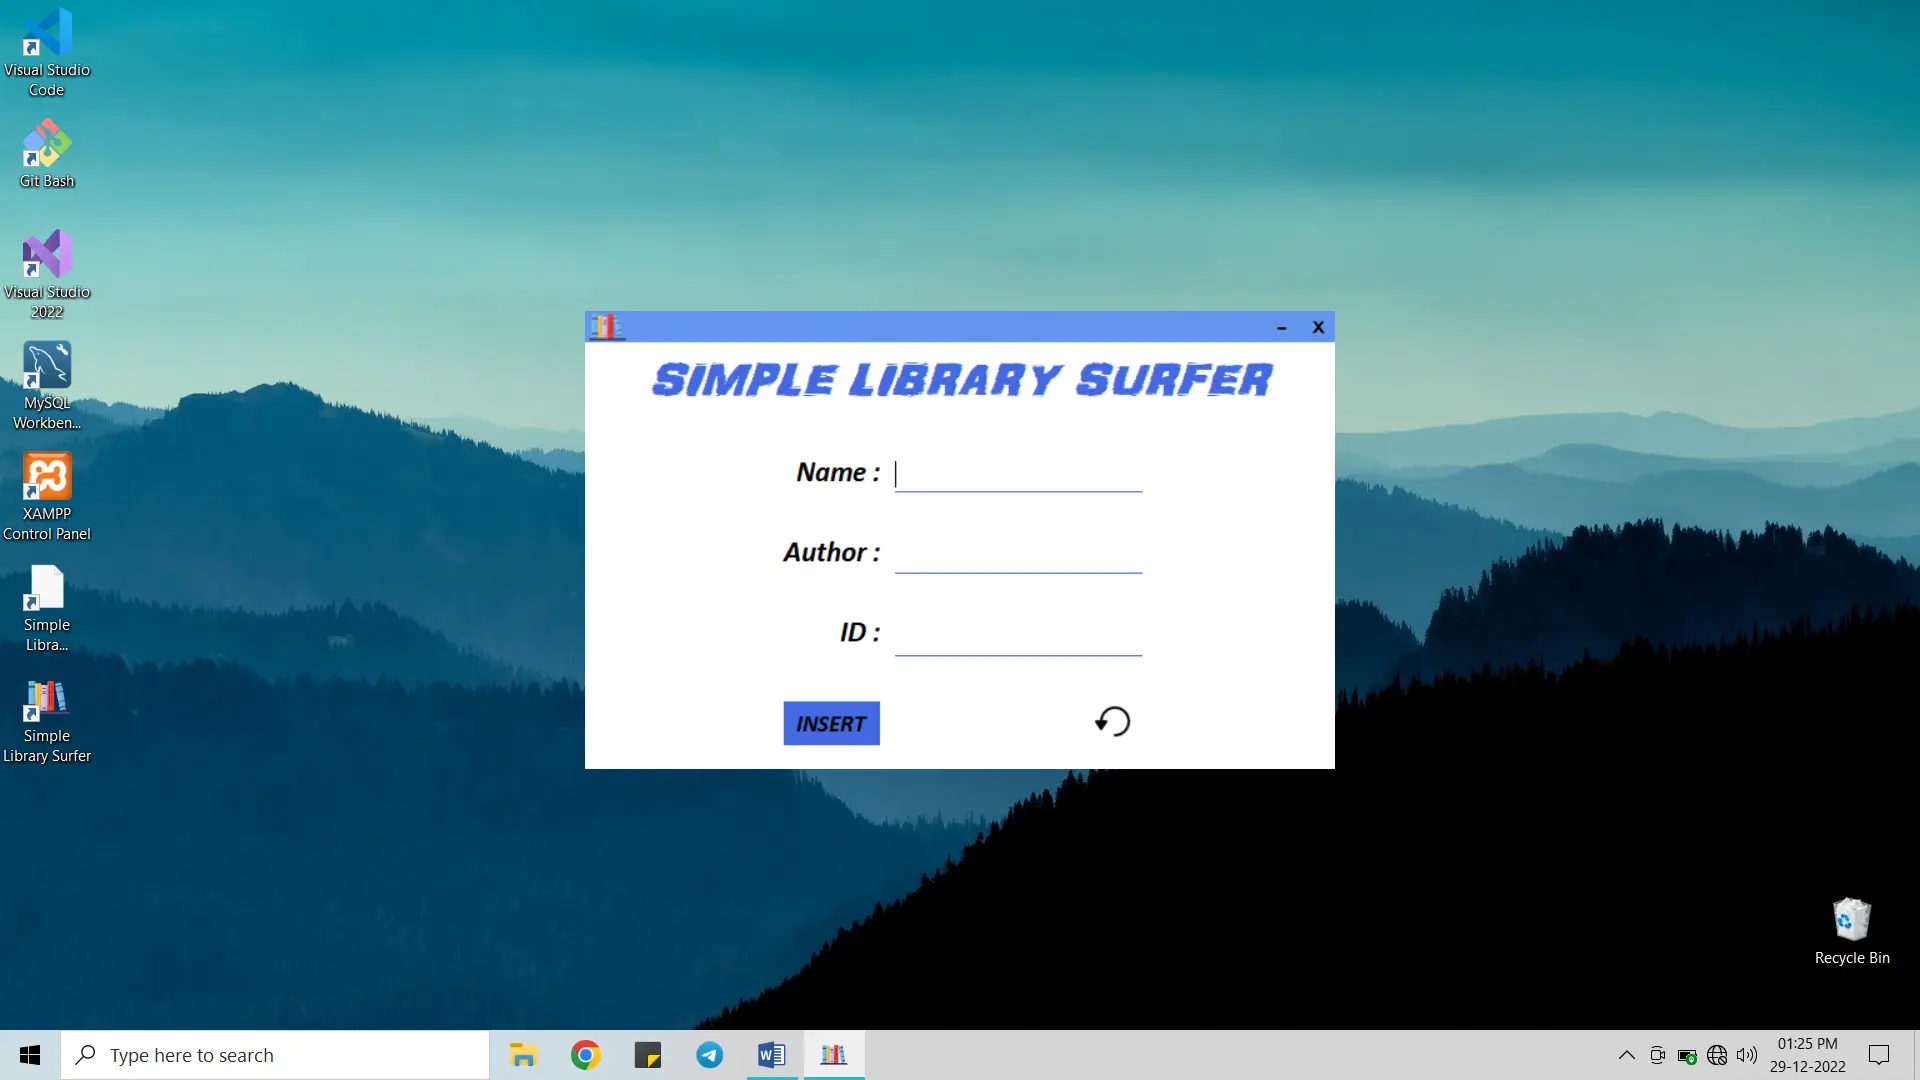 Visual Studio
Code
Git Bash
Visual Studio
2022
MySQL
Workben...
XAMPP
Control Panel
Simple
Libra...
Simple
Library Surfer
– X
SIMPLE LIBRARY SURFER
Name :
Author :
ID :
INSERT
Recycle Bin
Type here to search
W
01:25 PM
29-12-2022